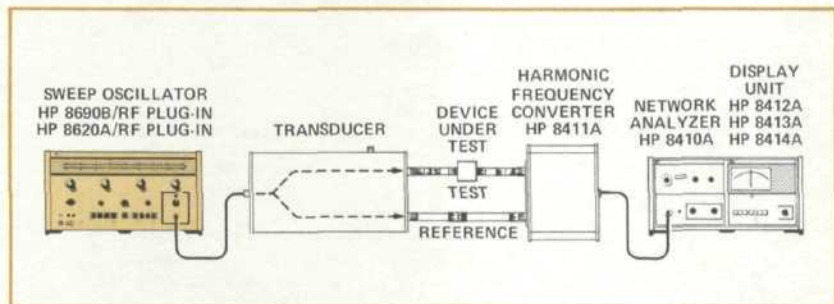 SWEEP OSCILLATOR
HP 8690B/RF PLUG-IN
HP 8620A/RF PLUG-IN
TRANSDUCER
DEVICE
UNDER
TEST
TEST
REFERENCE
HARMONIC
FREQUENCY
CONVERTER
HP 8411A
NETWORK
ANALYZER
HP 8410A
DISPLAY
UNIT
HP 8412A
HP 8413A
HP 8414A